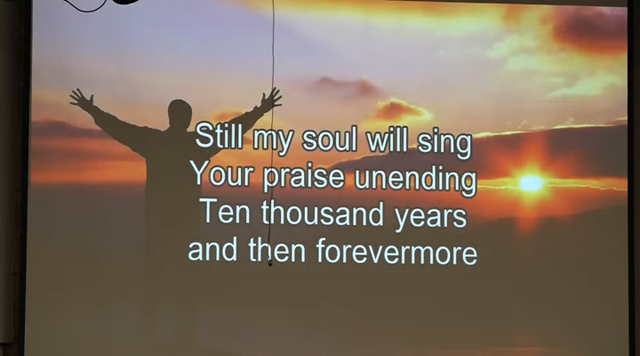 Still my soul will sing
Your praise unending
Ten thousand years
and then forevermore